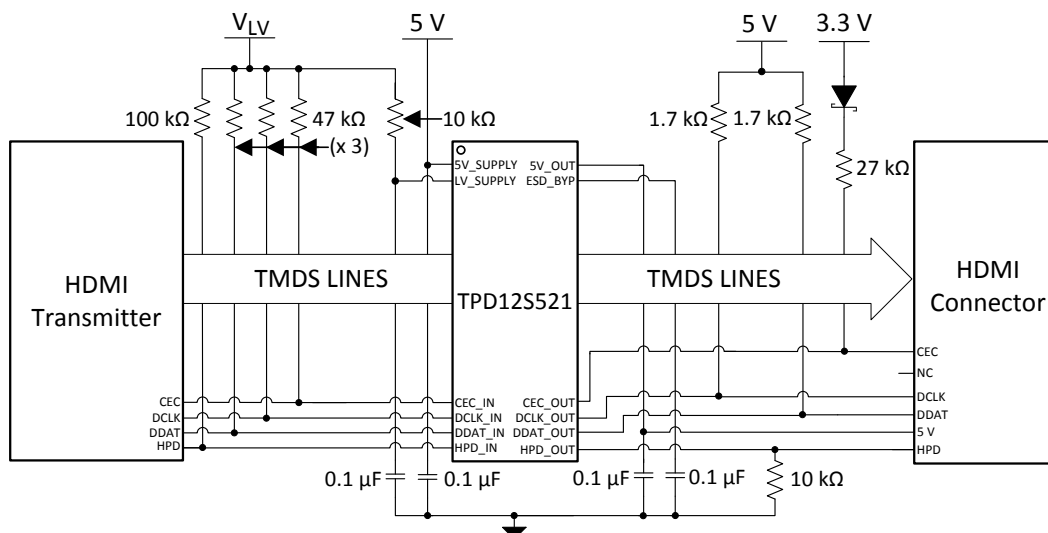 V_LV
5 V
5 V
3.3 V
100 kΩ
47 kΩ
(x 3)
10 kΩ
1.7 kΩ
1.7 kΩ
27 kΩ
5V_SUPPLY
LV_SUPPLY
5V_OUT
ESD_BYP
HDMI
Transmitter
TMDS LINES
TPD12S521
TMDS LINES
HDMI
Connector
CEC
DCLK
DDAT
HPD
CEC_IN
DCLK_IN
DDAT_IN
HPD_IN
CEC_OUT
DCLK_OUT
DDAT_OUT
HPD_OUT
CEC
NC
DCLK
DDAT
5 V
HPD
0.1 µF
0.1 µF
0.1 µF
0.1 µF
10 kΩ